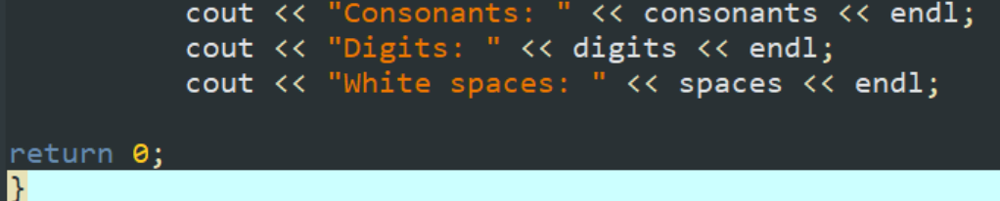 cout << "Consonants: " << consonants << endl;
cout << "Digits: " << digits << endl;
cout << "White spaces: " << spaces << endl;
return 0;
}